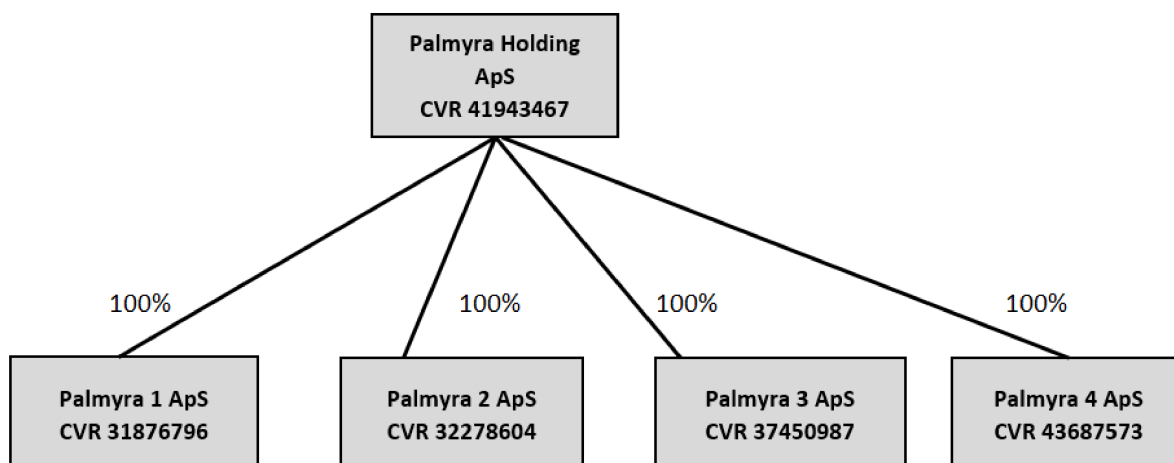 Palmyra Holding
ApS
CVR 41943467
100%
100%
100%
100%
Palmyra 1 ApS
CVR 31876796
Palmyra 2 ApS
CVR 32278604
Palmyra 3 ApS
CVR 37450987
Palmyra 4 ApS
CVR 43687573